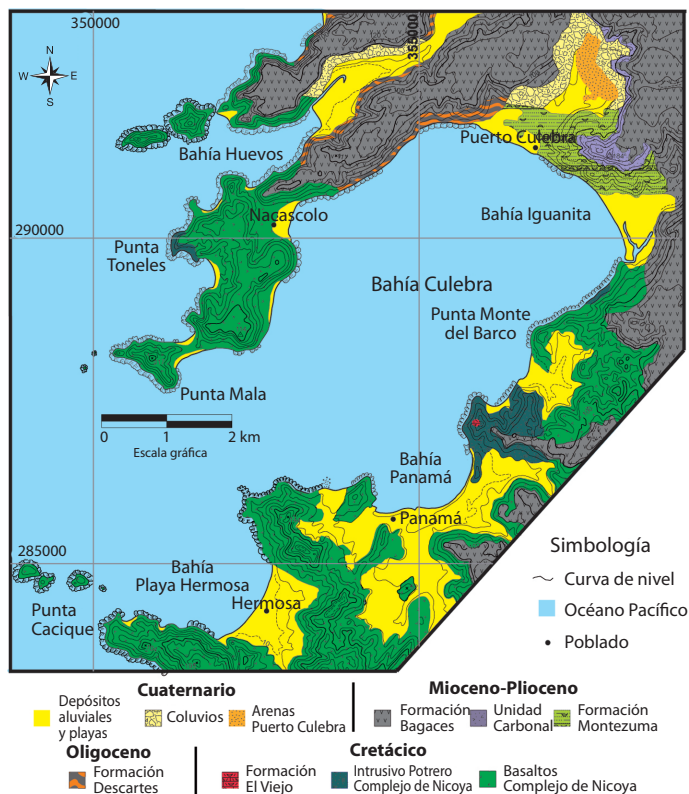 350000
355000
N
W E
S
Bahía Huevos
Puerto Culebra
Nacascolo
Bahía Iguanita
290000
Punta
Toneles
Bahía Culebra
Punta Monte
del Barco
Punta Mala
0 1 2 km
Escala gráfica
Bahía
Panamá
Panamá
285000
Bahía
Playa Hermosa
Hermosa
Punta
Cacique
Simbología
Curva de nivel
Océano Pacífico
Poblado
Cuaternario
Depósitos
aluviales
y playas
Coluvios
Arenas
Puerto Culebra
Mioceno-Plioceno
Formación
Bagaces
Unidad
Carbonal
Formación
Montezuma
Oligoceno
Formación
Descartes
Cretácico
Formación
El Viejo
Intrusivo Potrero
Complejo de Nicoya
Basaltos
Complejo de Nicoya